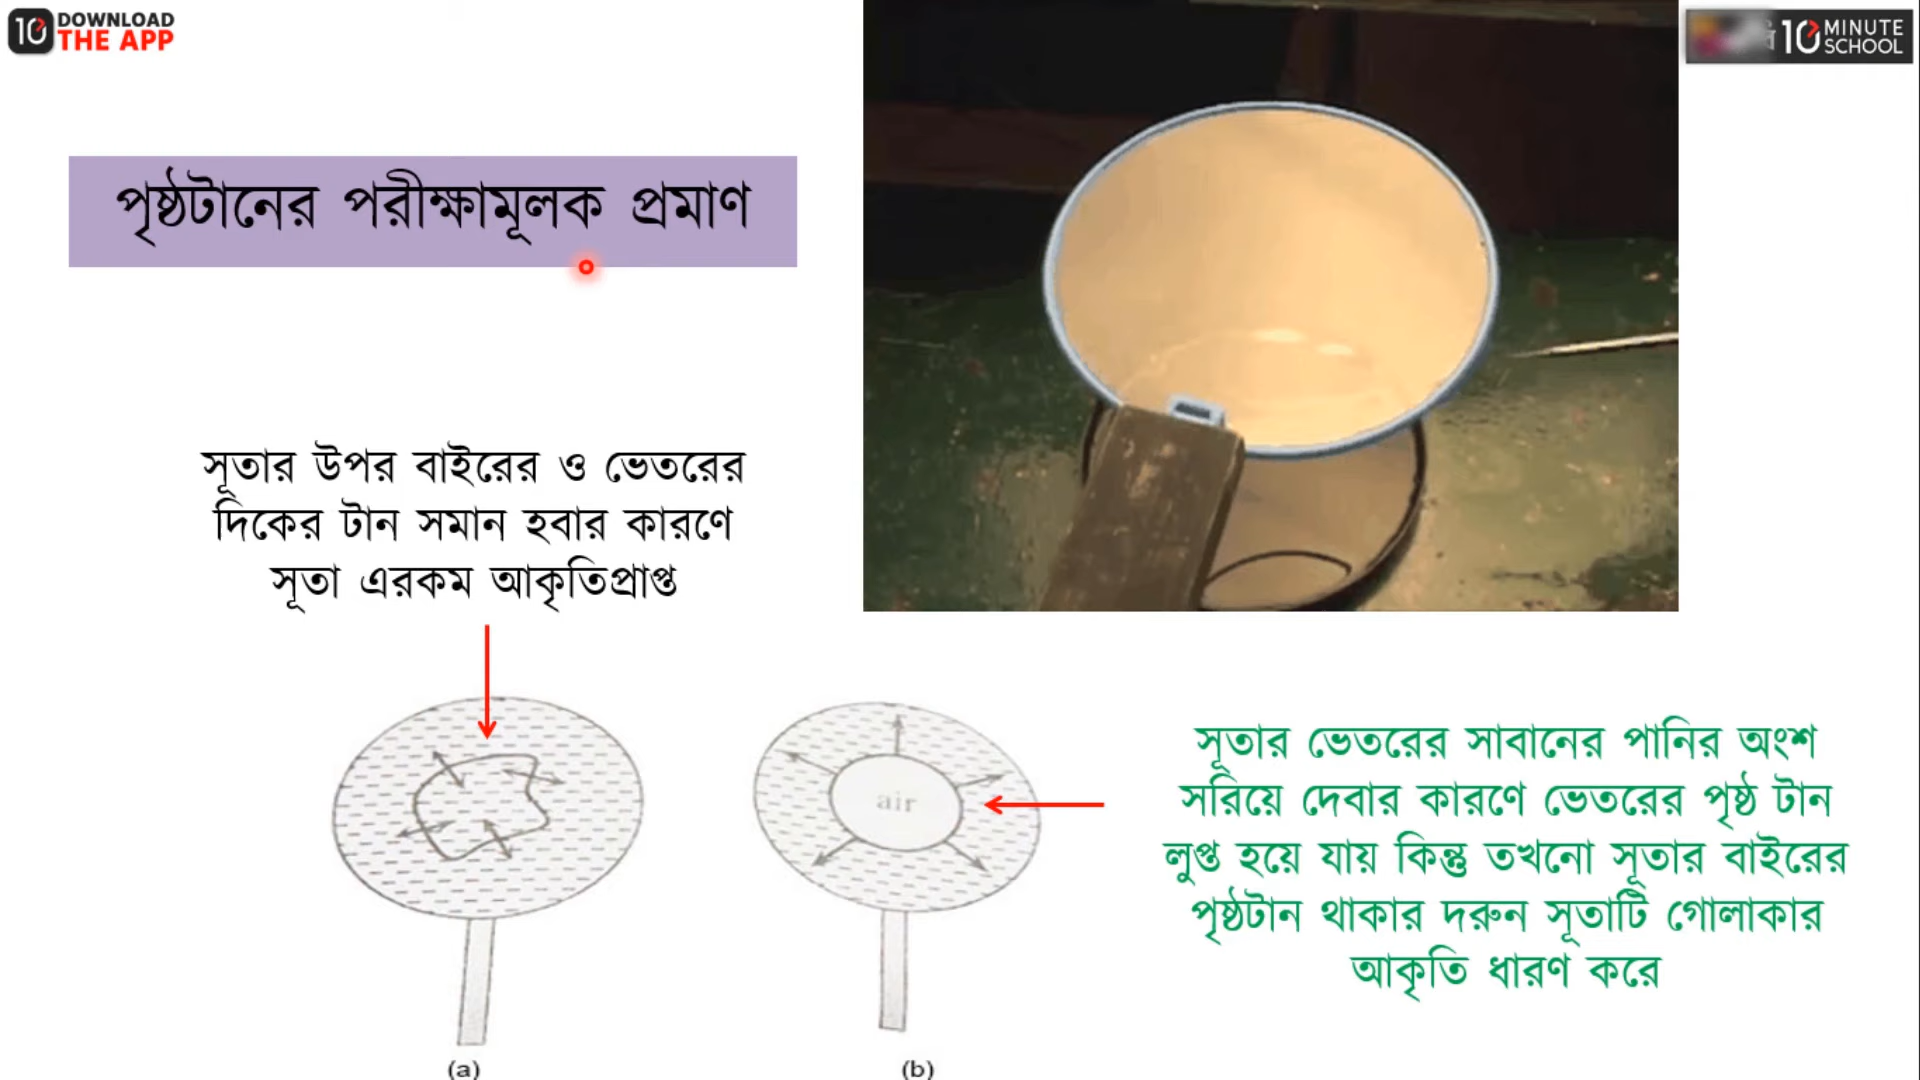 10 DOWNLOAD
THE APP
10 MINUTE
SCHOOL
পৃষ্ঠটানের পরীক্ষামূলক প্রমাণ
সূতার উপর বাইরের ও ভেতরের
দিকের টান সমান হবার কারণে
সূতা এরকম আকৃতিপ্রাপ্ত
air
সূতার ভেতরের সাবানের পানির অংশ
সরিয়ে দেবার কারণে ভেতরের পৃষ্ঠ টান
লুপ্ত হয়ে যায় কিন্তু তখনো সূতার বাইরের
পৃষ্ঠটান থাকার দরুন সূতাটি গোলাকার
আকৃতি ধারণ করে
(a)
(b)